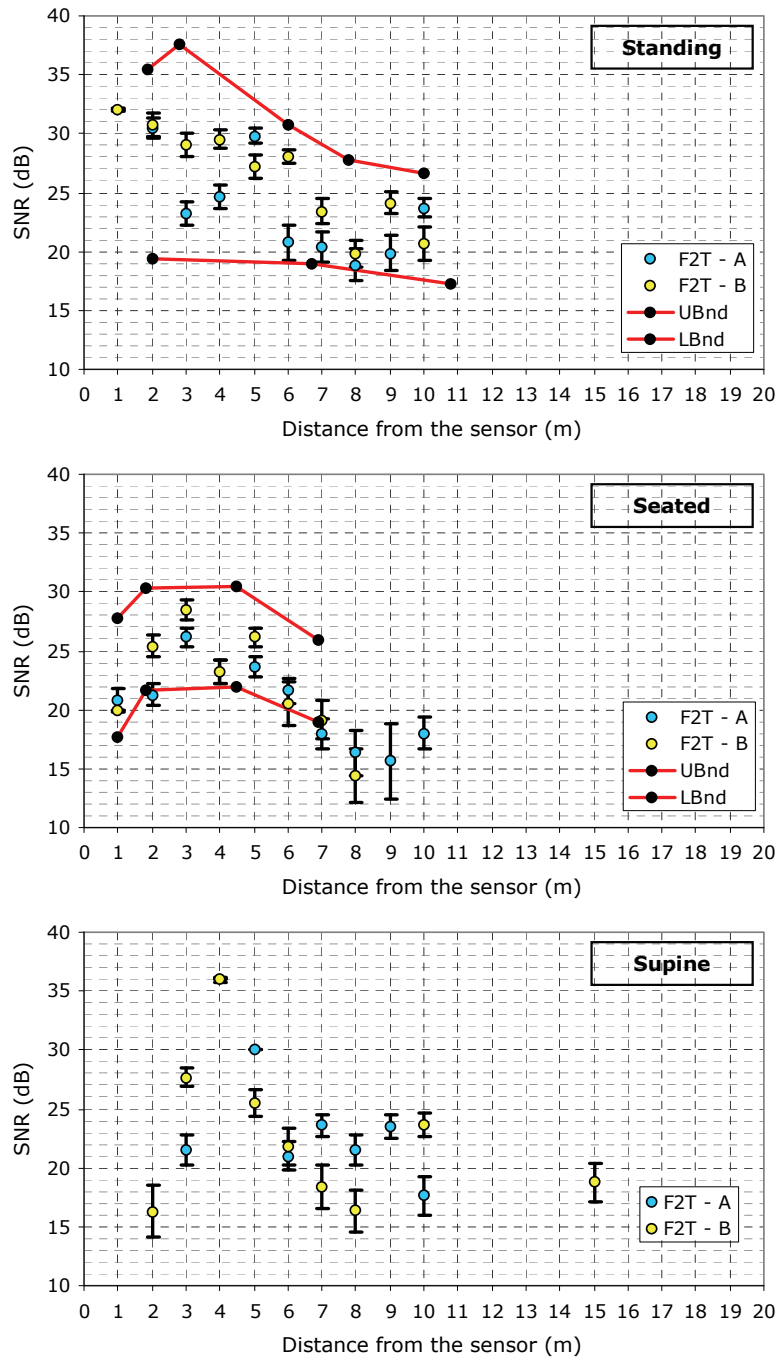 40
Standing
35
30
25
20
15
10
SNR (dB)
F2T - A
F2T - B
UBnd
LBnd
0 1 2 3 4 5 6 7 8 9 10 11 12 13 14 15 16 17 18 19 20
Distance from the sensor (m)
40
Seated
35
30
25
20
15
10
SNR (dB)
F2T - A
F2T - B
UBnd
LBnd
0 1 2 3 4 5 6 7 8 9 10 11 12 13 14 15 16 17 18 19 20
Distance from the sensor (m)
40
Supine
35
30
25
20
15
10
SNR (dB)
F2T - A
F2T - B
0 1 2 3 4 5 6 7 8 9 10 11 12 13 14 15 16 17 18 19 20
Distance from the sensor (m)